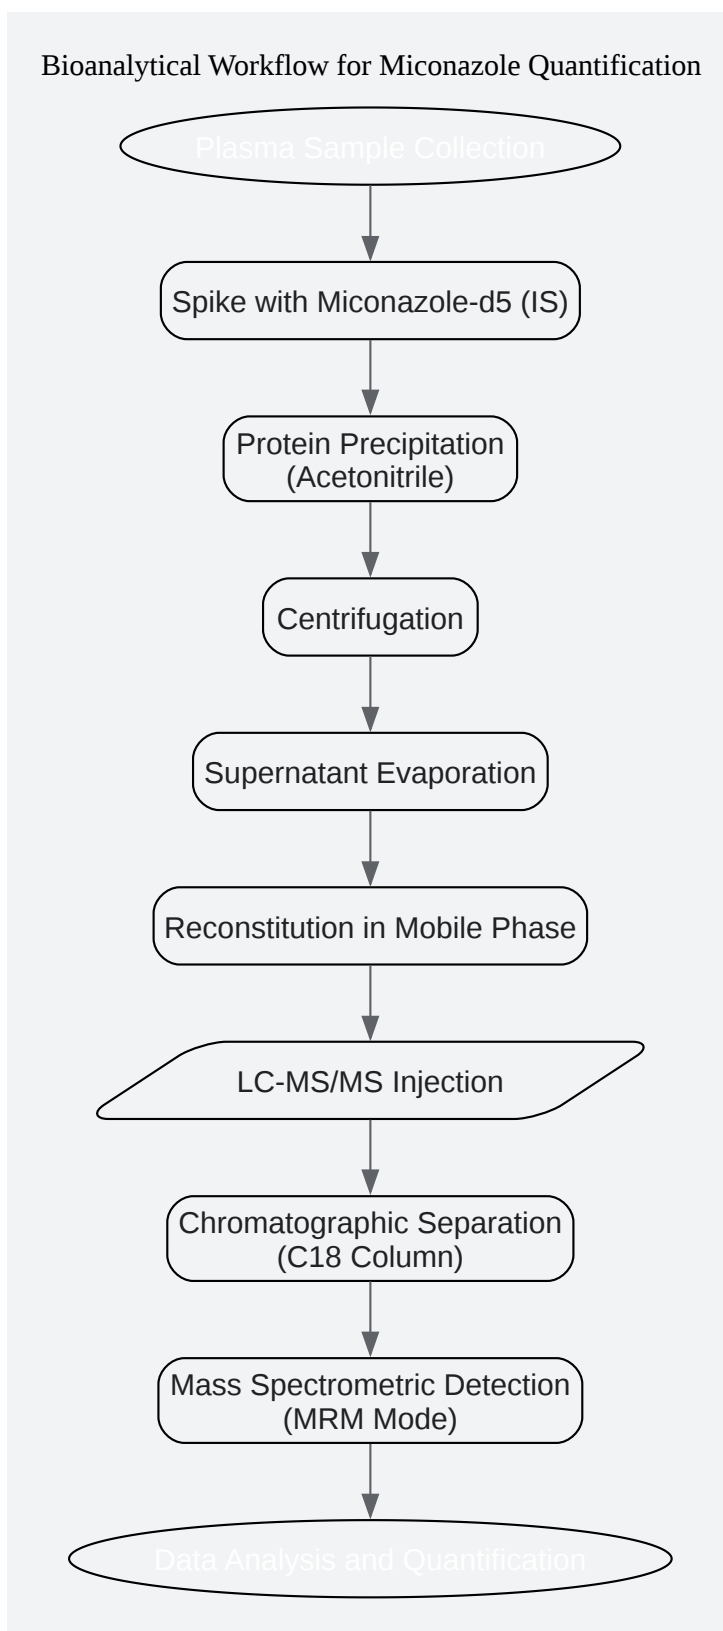 Bioanalytical Workflow for Miconazole Quantification
Plasma Sample Collection
Spike with Miconazole-d5 (IS)
Protein Precipitation
(Acetonitrile)
Centrifugation
Supernatant Evaporation
Reconstitution in Mobile Phase
LC-MS/MS Injection
Chromatographic Separation
(C18 Column)
Mass Spectrometric Detection
(MRM Mode)
Data Analysis and Quantification